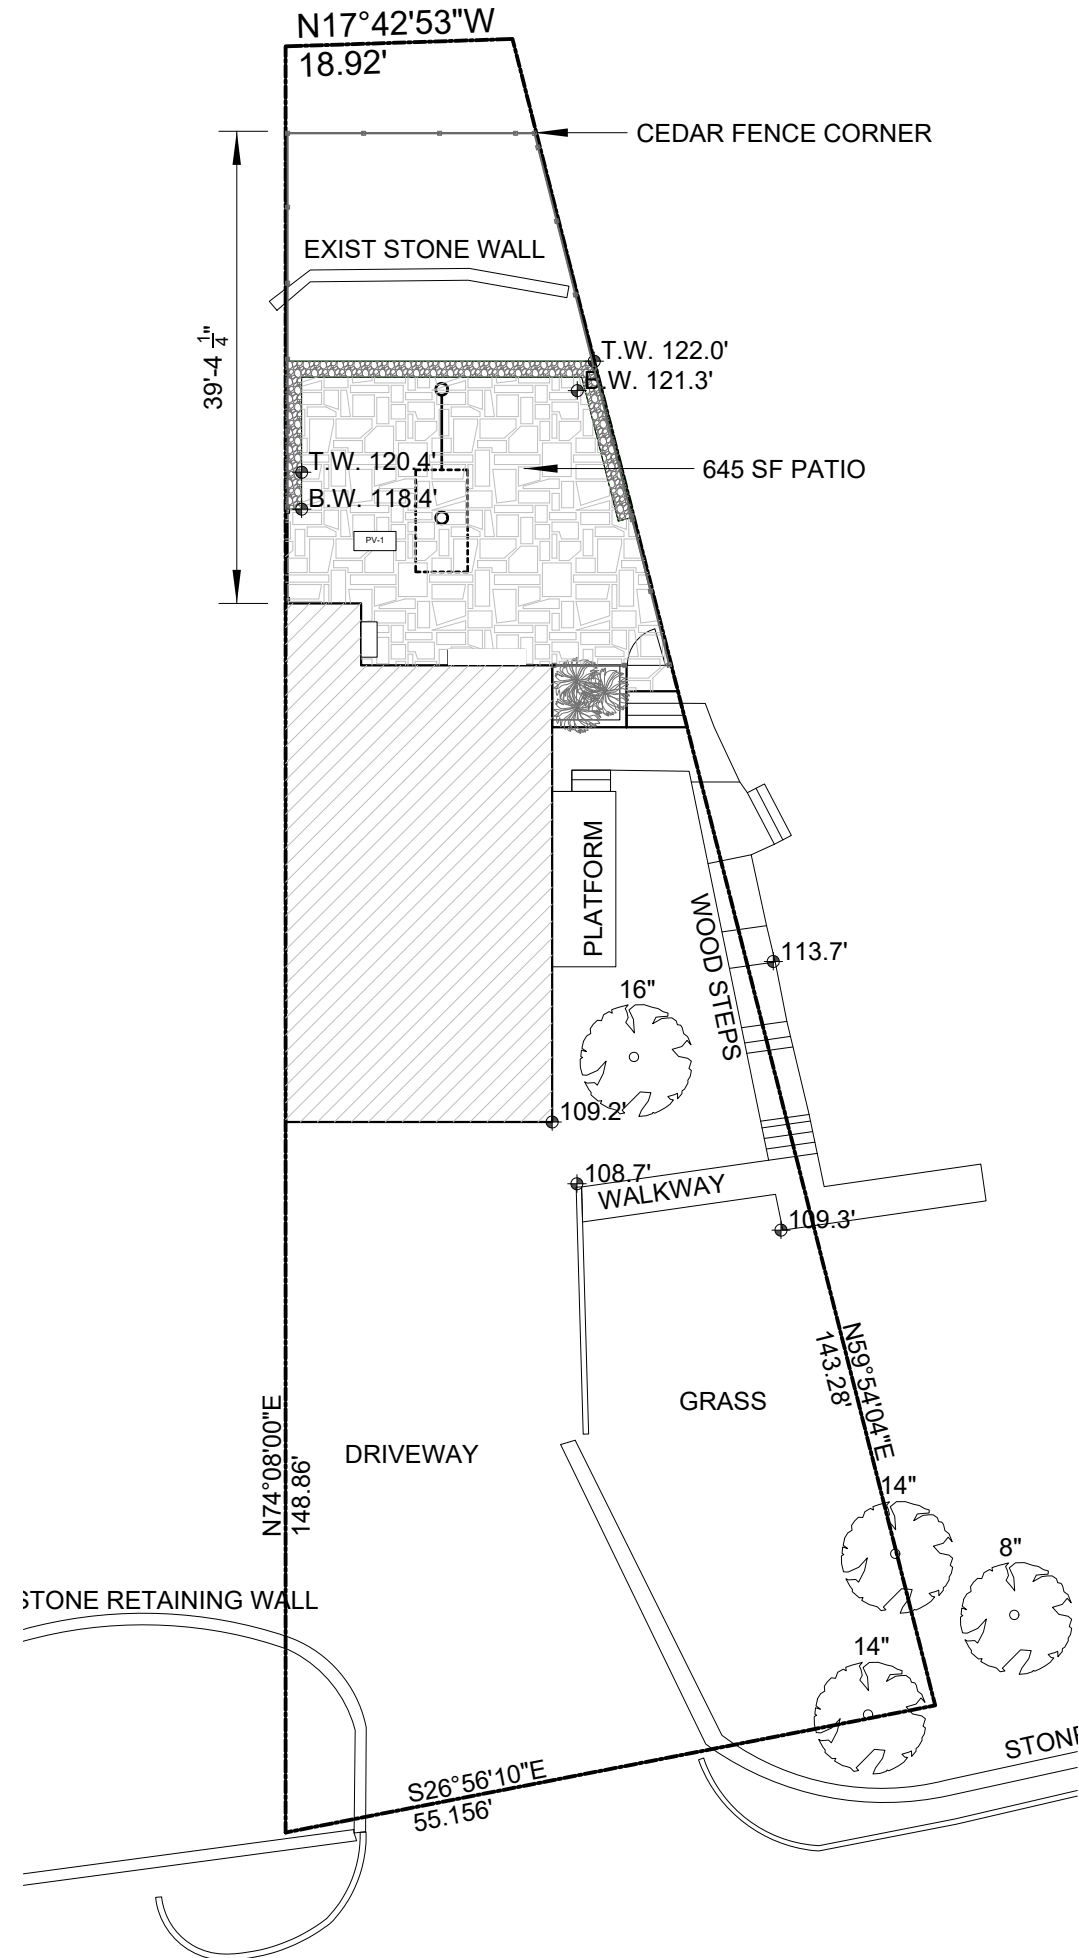 N17°42'53"W
18.92'
CEDAR FENCE CORNER
EXIST STONE WALL
39'-4 1/4"
T.W. 122.0'
B.W. 121.3'
T.W. 120.4'
645 SF PATIO
B.W. 118.4'
PV-1
PLATFORM
WOOD STEPS
113.7'
16"
109.2'
108.7'
WALKWAY
109.3'
N59°54'04"E
143.28'
GRASS
N74°08'00"E
148.86'
DRIVEWAY
14"
8"
STONE RETAINING WALL
14"
STONE
S26°56'10"E
55.156'